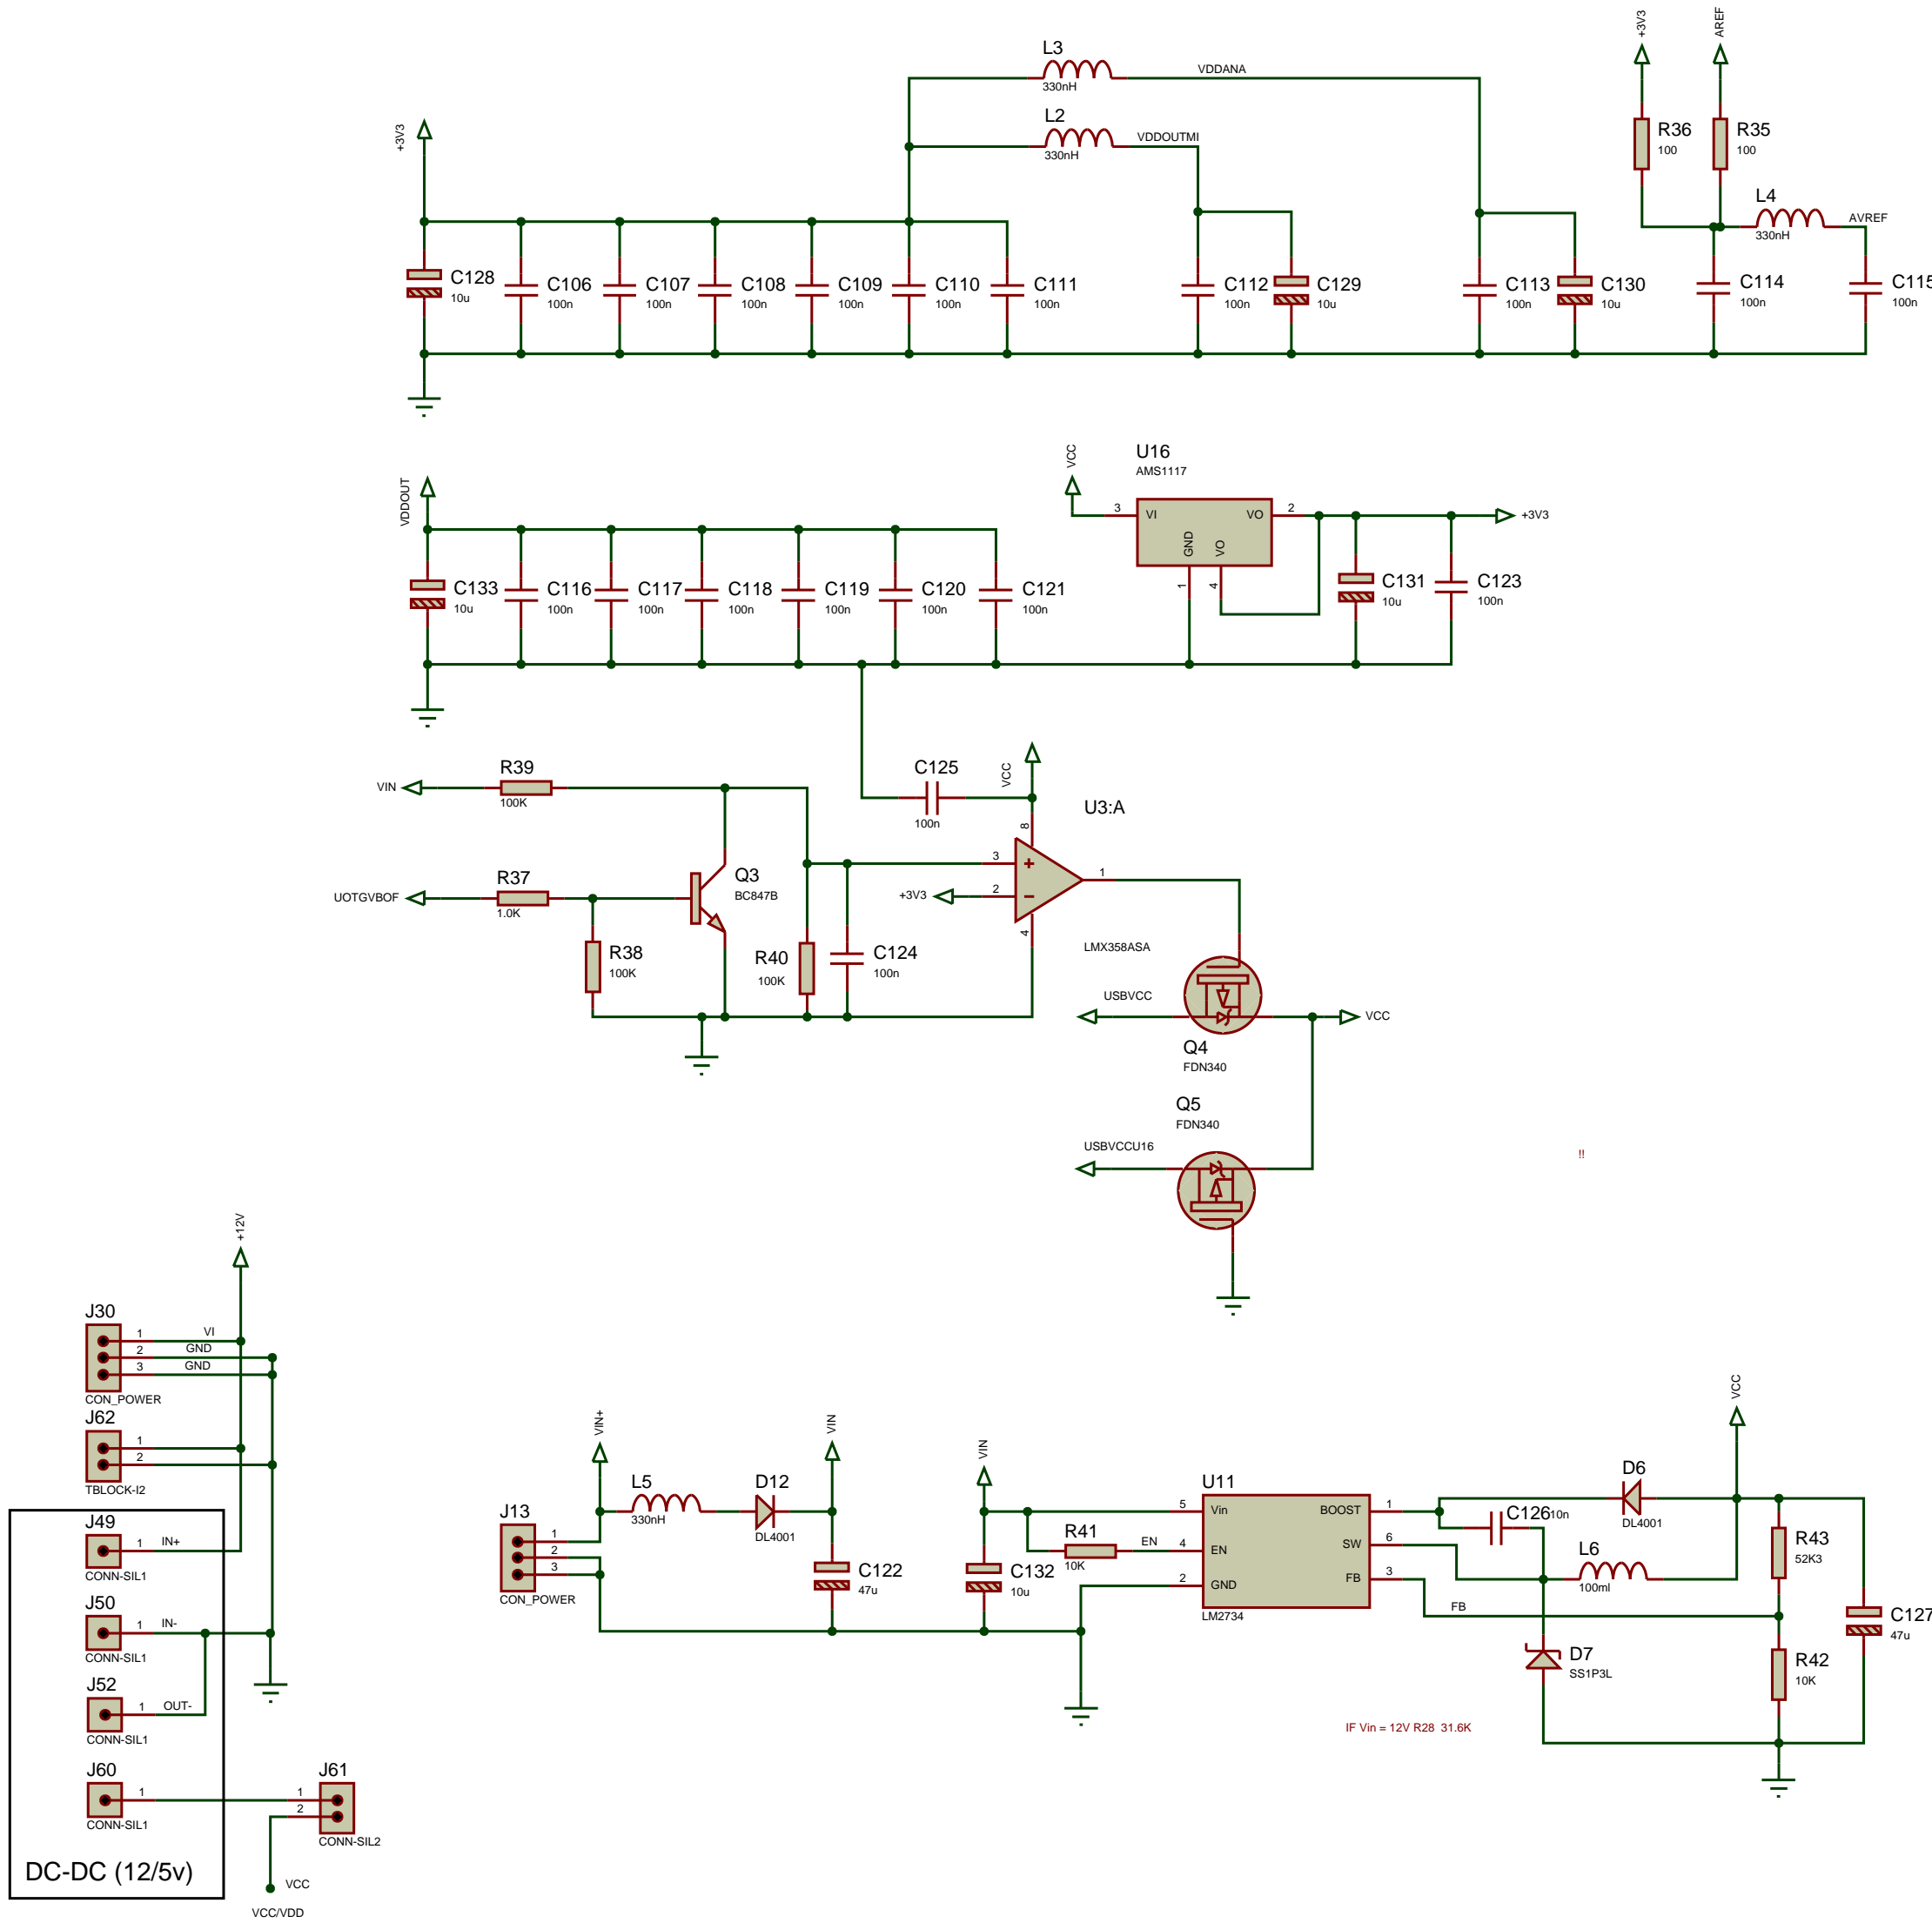 L3
330nH
VDDANA
L2
330nH
VDDOUTMI
+3V3
+3V3
AREF
R36
100
R35
100
L4
330nH
AVREF
C128
10u
C106
100n
C107
100n
C108
100n
C109
100n
C110
100n
C111
100n
C112
100n
C129
10u
C113
100n
C130
10u
C114
100n
C115
100n
VDDOUT
C133
10u
C116
100n
C117
100n
C118
100n
C119
100n
C120
100n
C121
100n
VCC
U16
AMS1117
3
VI
VO
2
GND
VO
1
4
+3V3
C131
10u
C123
100n
VIN
R39
100K
C125
100n
VCC
U3:A
8
3
2
1
4
+3V3
LMX358ASA
UOTGVBOF
R37
1.0K
Q3
BC847B
R38
100K
R40
100K
C124
100n
USBVCC
VCC
Q4
FDN340
Q5
FDN340
USBVCCU16
!!
+12V
J30
1
VI
2
GND
3
GND
CON_POWER
J62
1
2
TBLOCK-I2
J49
1
IN+
CONN-SIL1
J50
1
IN-
CONN-SIL1
J52
1
OUT-
CONN-SIL1
J60
1
CONN-SIL1
J61
1
2
CONN-SIL2
DC-DC (12/5v)
VCC
VCC/VDD
VIN+
L5
330nH
D12
DL4001
VIN
J13
1
2
3
CON_POWER
C122
47u
VIN
C132
10u
R41
10K
EN
U11
5
Vin
BOOST
1
4
EN
SW
6
2
GND
FB
3
LM2734
C126
10n
D6
DL4001
VCC
L6
100ml
R43
52K3
FB
D7
SS1P3L
R42
10K
C127
47u
IF Vin = 12V R28 31.6K